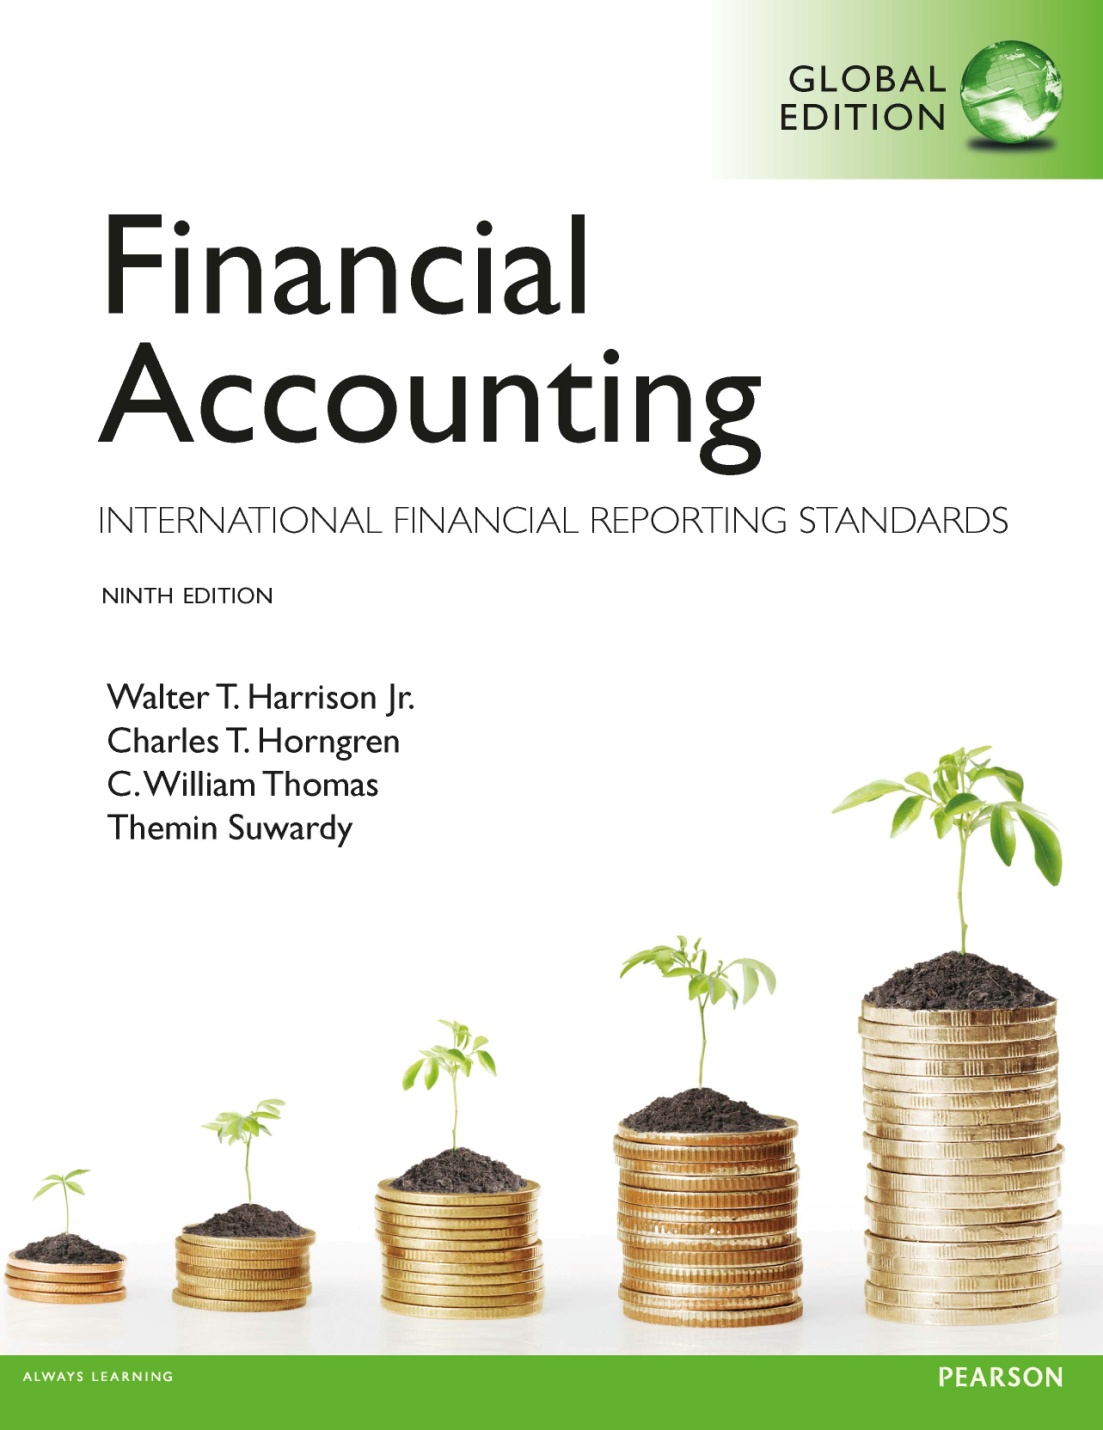 GLOBAL
EDITION
Financial
Accounting
INTERNATIONAL FINANCIAL REPORTING STANDARDS
NINTH EDITION
Walter T. Harrison Jr.
Charles T. Horngren
C. William Thomas
Themin Suwardy
ALWAYS LEARNING
PEARSON